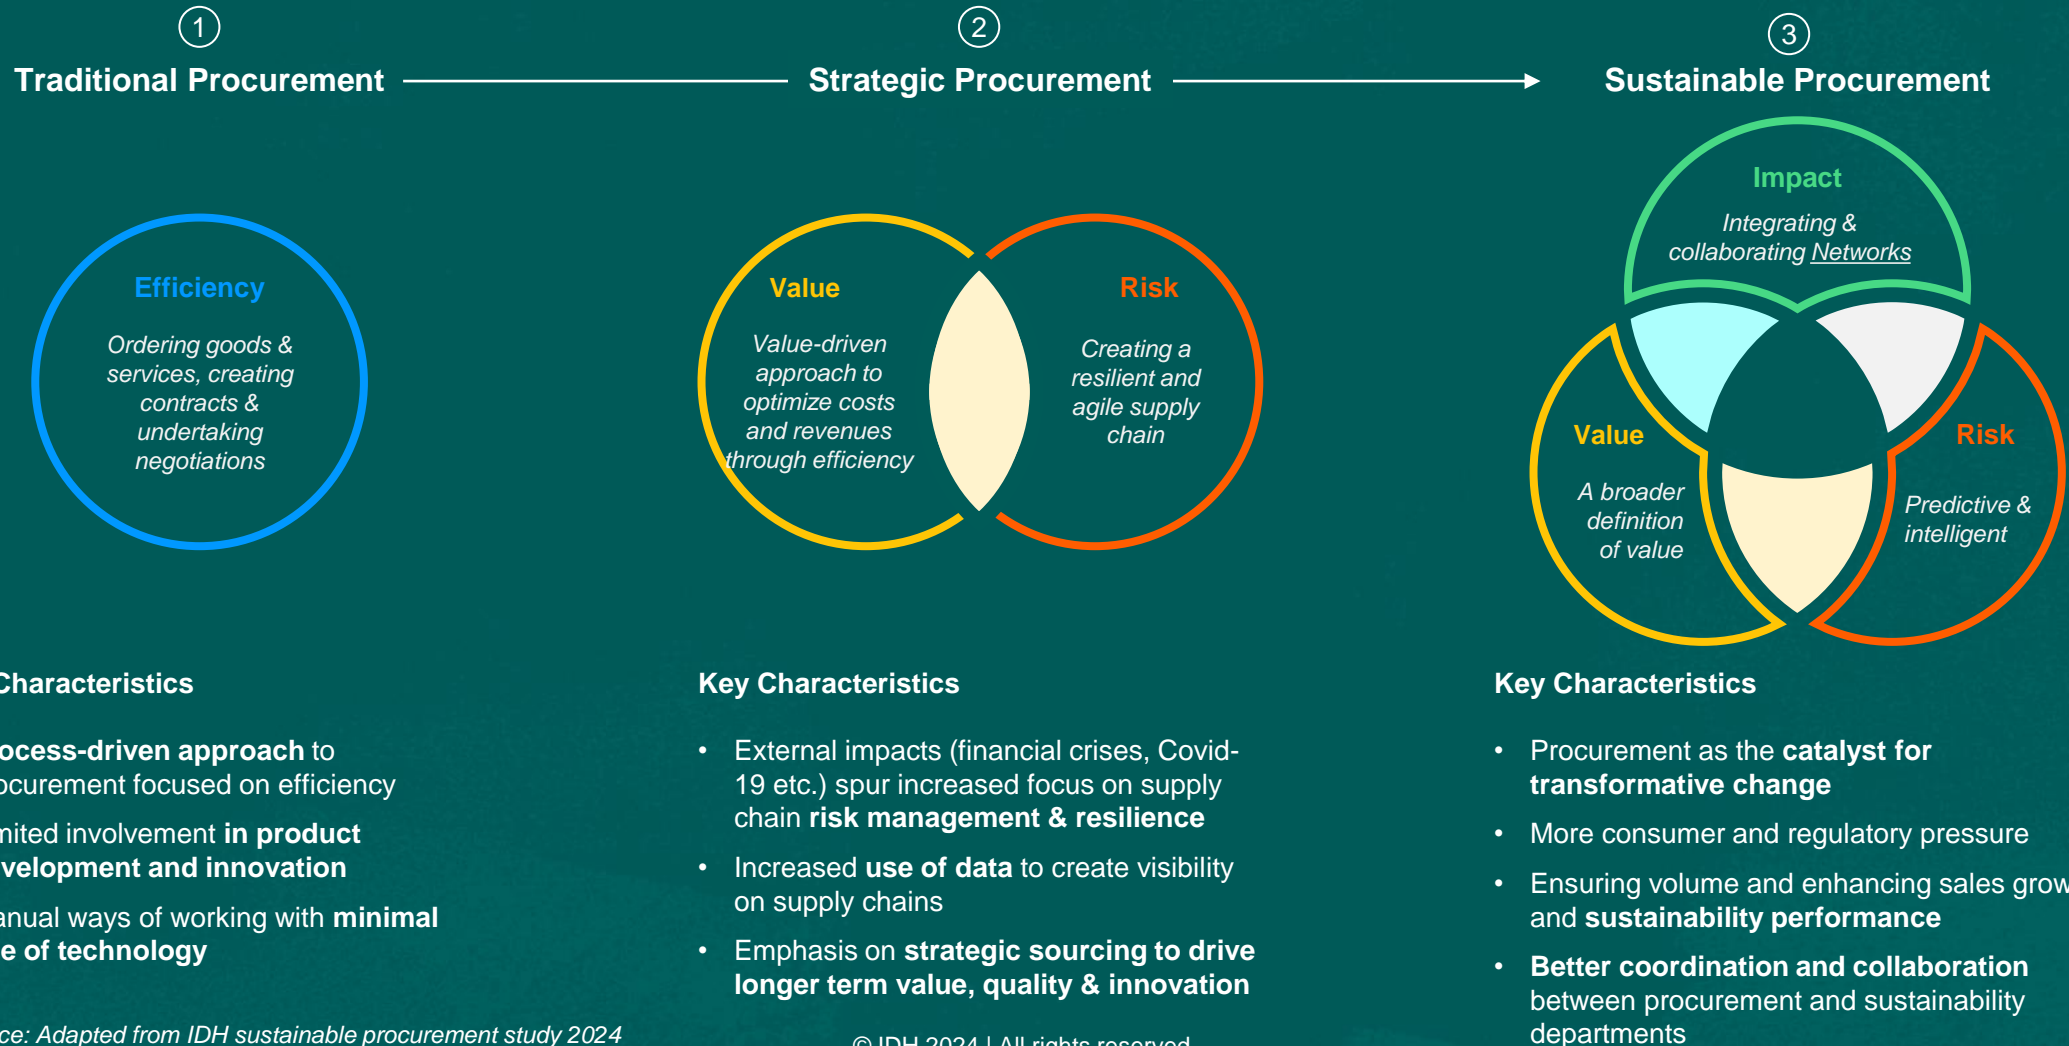 1
Traditional Procurement
Efficiency
Ordering goods &
services, creating
contracts &
undertaking
negotiations
Characteristics
ocess-driven approach to
ocurement focused on efficiency
mited involvement in product
velopment and innovation
anual ways of working with minimal
e of technology
ce: Adapted from IDH sustainable procurement study 2024
2
Strategic Procurement
Value
Value-driven
approach to
optimize costs
and revenues
through efficiency
Risk
Creating a
resilient and
agile supply
chain
Key Characteristics
• External impacts (financial crises, Covid-
19 etc.) spur increased focus on supply
chain risk management & resilience
• Increased use of data to create visibility
on supply chains
• Emphasis on strategic sourcing to drive
longer term value, quality & innovation
© IDH 2024 | All rights reserved
3
Sustainable Procurement
Impact
Integrating &
collaborating Networks
Value
A broader
definition
of value
Risk
Predictive &
intelligent
Key Characteristics
• Procurement as the catalyst for
transformative change
• More consumer and regulatory pressure
• Ensuring volume and enhancing sales grow
and sustainability performance
• Better coordination and collaboration
between procurement and sustainability
departments